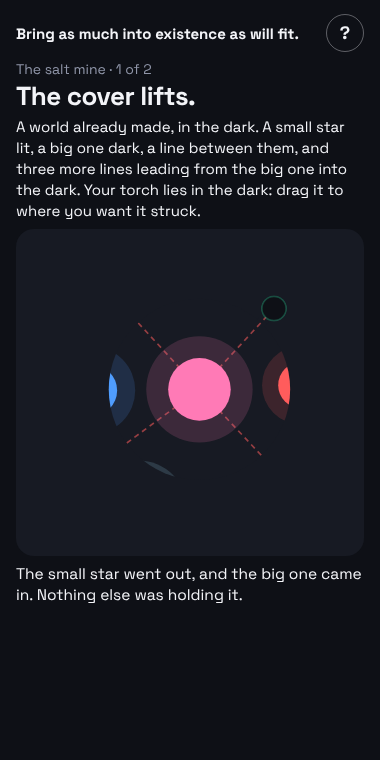 Bring as much into existence as will fit.
?
The salt mine · 1 of 2
The cover lifts.
A world already made, in the dark. A small star
lit, a big one dark, a line between them, and
three more lines leading from the big one into
the dark. Your torch lies in the dark: drag it to
where you want it struck.
The small star went out, and the big one came
in. Nothing else was holding it.